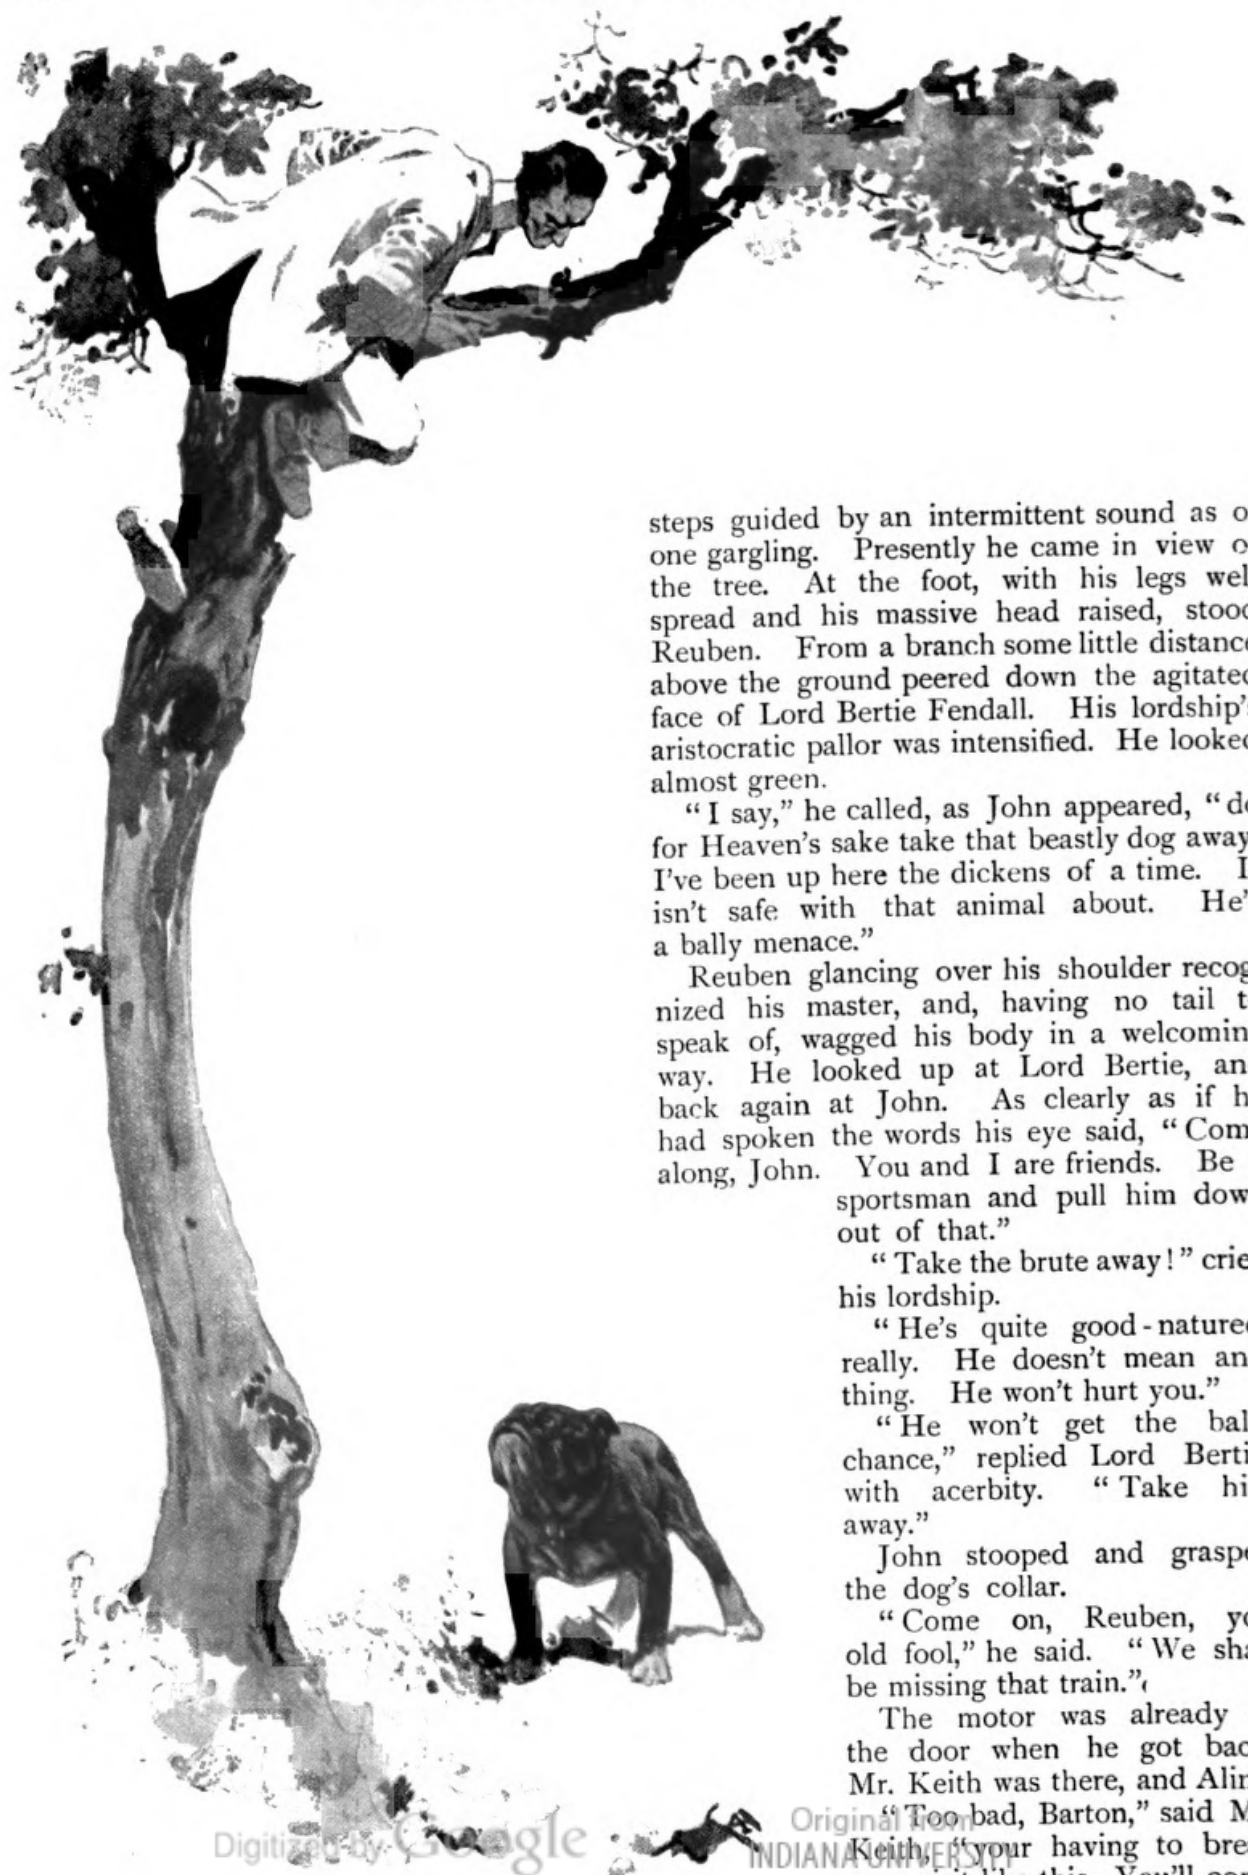 steps guided by an intermittent sound as o
one gargling. Presently he came in view o
the tree. At the foot, with his legs wel
spread and his massive head raised, stood
Reuben. From a branch some little distance
above the ground peered down the agitated
face of Lord Bertie Fendall. His lordship's
aristocratic pallor was intensified. He looked
almost green.
“ I say,” he called, as John appeared, “ do
for Heaven's sake take that beastly dog away
I've been up here the dickens of a time. I
isn't safe with that animal about. He'
a bally menace.”
Reuben glancing over his shoulder recog
nized his master, and, having no tail t
speak of, wagged his body in a welcomin
way. He looked up at Lord Bertie, an
back again at John. As clearly as if h
had spoken the words his eye said, “ Com
along, John. You and I are friends. Be
sportsman and pull him dow
out of that.”
“ Take the brute away! ” crie
his lordship.
“ He's quite good-natured
really. He doesn't mean an
thing. He won't hurt you.”
“ He won't get the bal
chance,” replied Lord Berti
with acerbity. “ Take hi
away.”
John stooped and graspe
the dog's collar.
“ Come on, Reuben, yo
old fool,” he said. “ We sha
be missing that train.”
The motor was already
the door when he got bac
Mr. Keith was there, and Alin
“ Too bad, Barton,” said M
Keith, “ your having to bre
visit like this. You'll
Digitized by Google
Original from
INDIANA UNIVERSITY